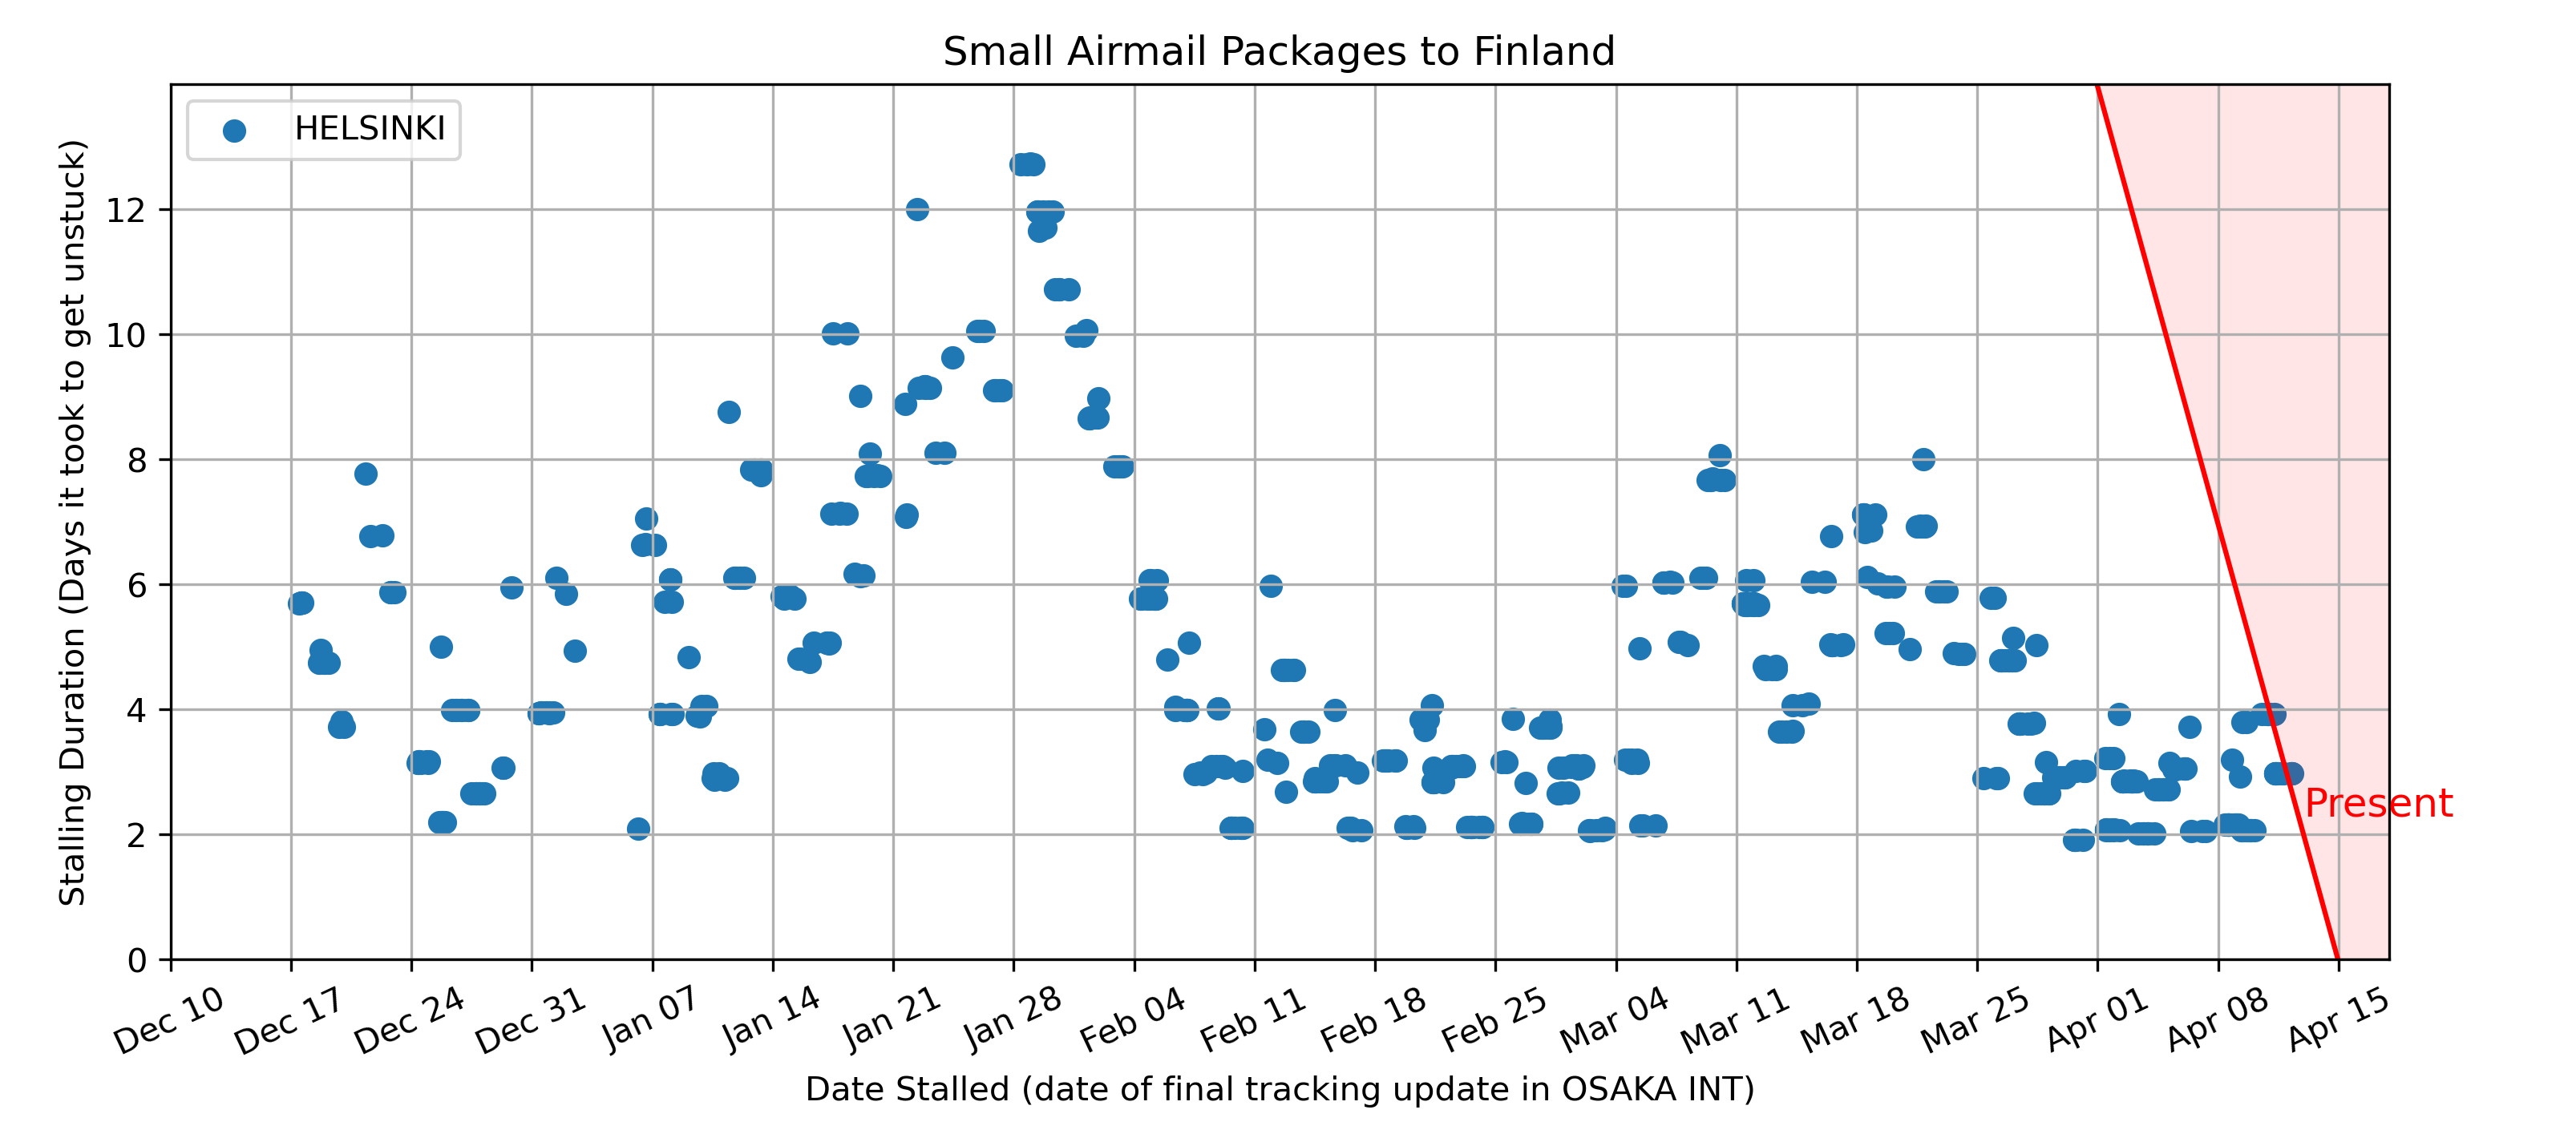 Small Airmail Packages to Finland
HELSINKI
Stalling Duration (Days it took to get unstuck)
12
10
8
6
4
2
0
Present
Dec 10
Dec 17
Dec 24
Dec 31
Jan 07
Jan 14
Jan 21
Jan 28
Feb 04
Feb 11
Feb 18
Feb 25
Mar 04
Mar 11
Mar 18
Mar 25
Apr 01
Apr 08
Apr 15
Date Stalled (date of final tracking update in OSAKA INT)